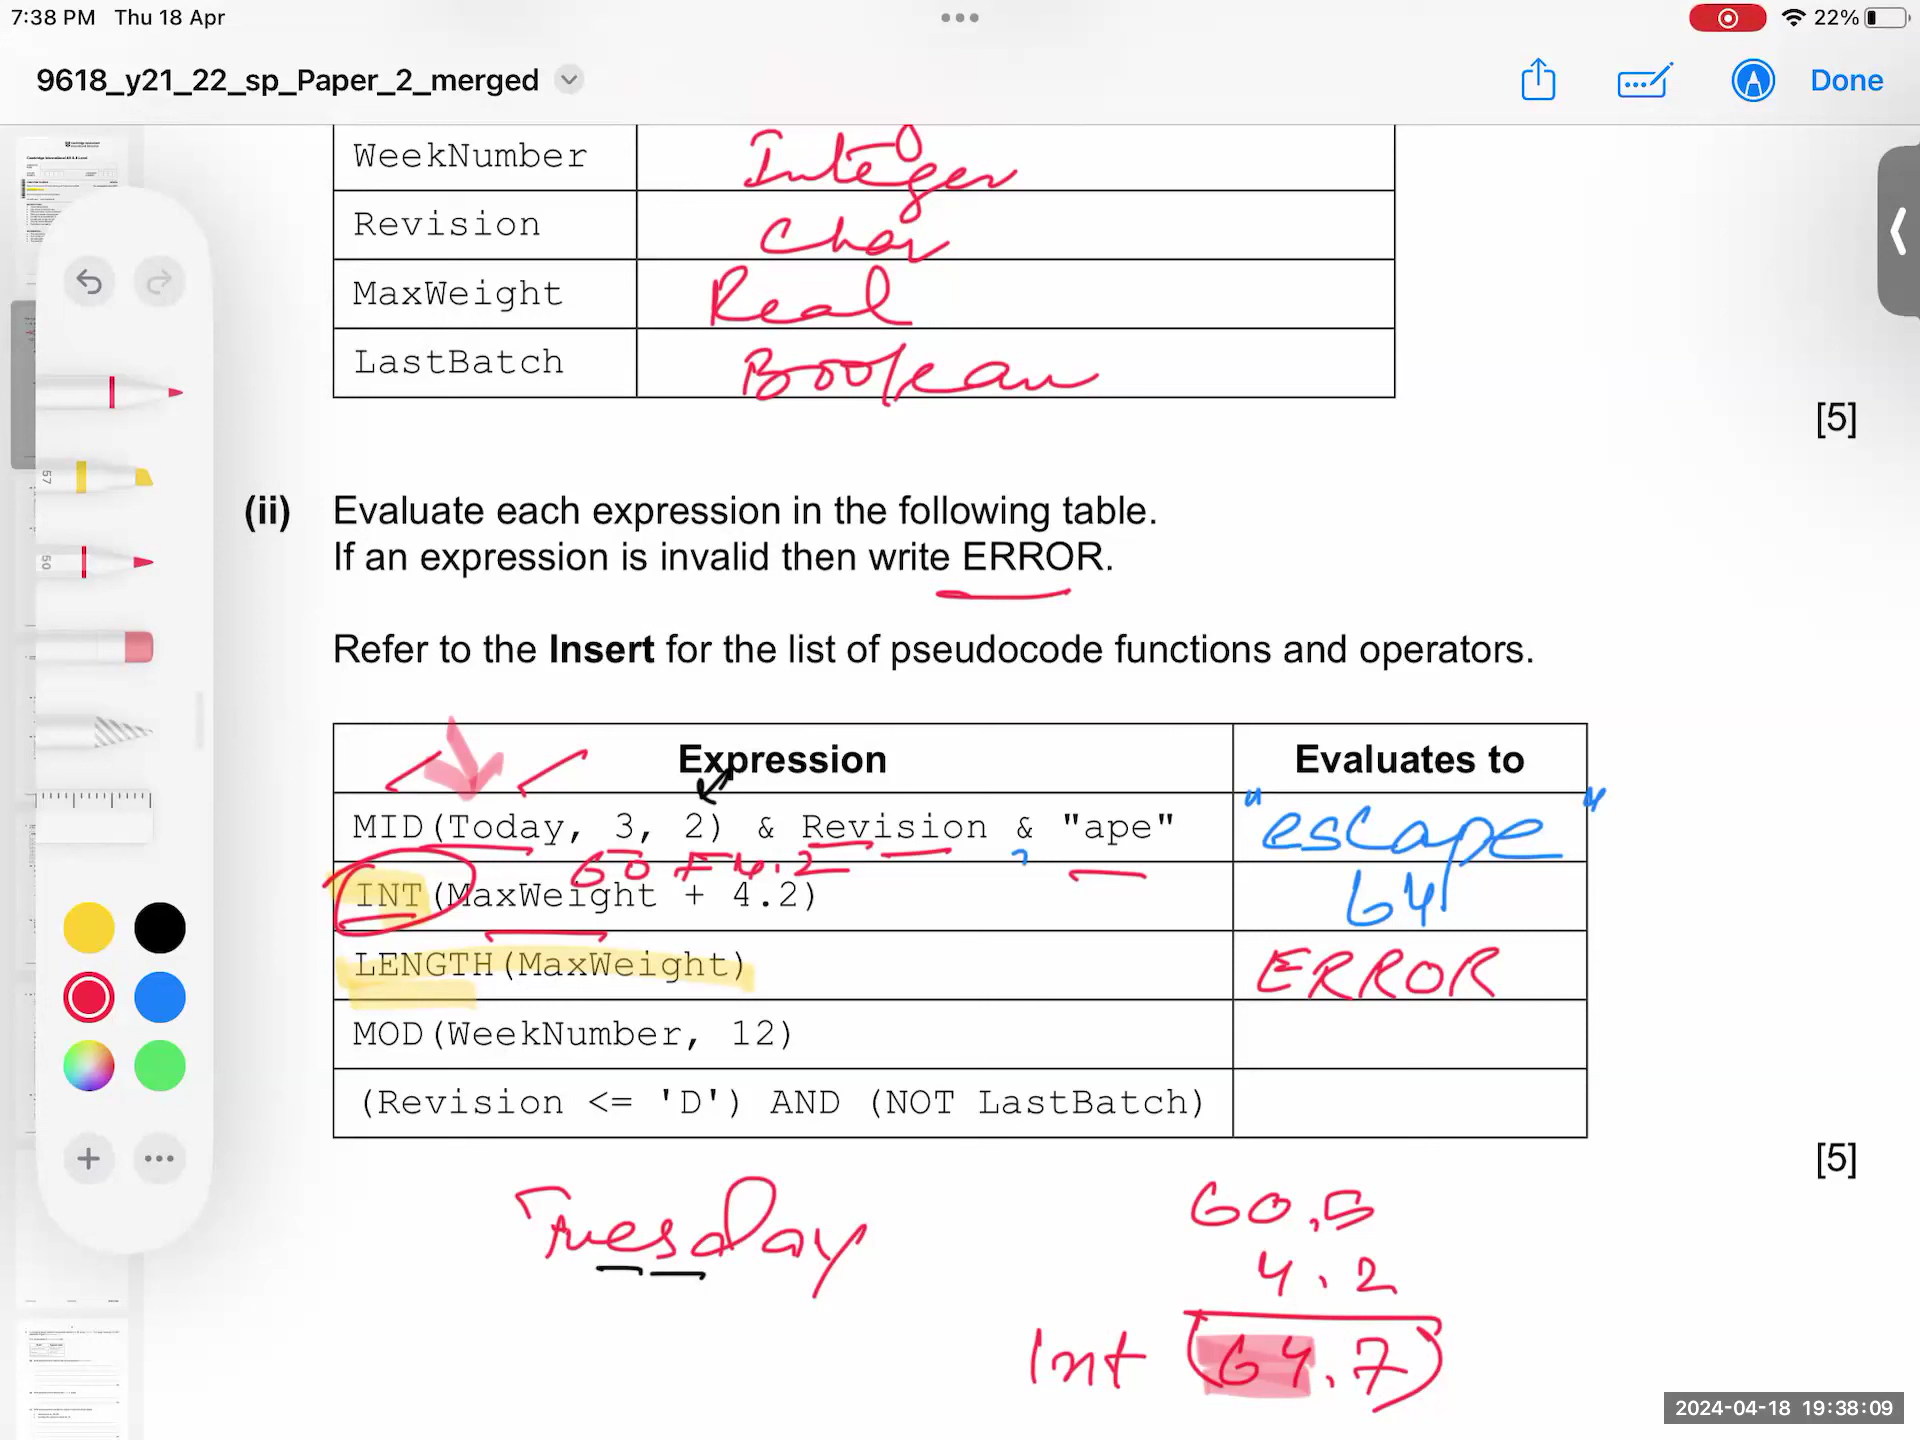 7:38 PM Thu 18 Apr
22%
9618_y21_22_sp_Paper_2_merged
Done
WeekNumber Integer
Revision Char
MaxWeight Real
LastBatch Boolean
[5]
(ii) Evaluate each expression in the following table.
If an expression is invalid then write ERROR.
Refer to the Insert for the list of pseudocode functions and operators.
Expression Evaluates to
MID(Today, 3, 2) & Revision & "ape" "escape"
60 + 4.2
INT(MaxWeight + 4.2) 64
LENGTH(MaxWeight) ERROR
MOD(WeekNumber, 12)
(Revision <= 'D') AND (NOT LastBatch)
[5]
Tuesday
60.5
4.2
Int (64.7)
57
50
2024-04-18 19:38:09